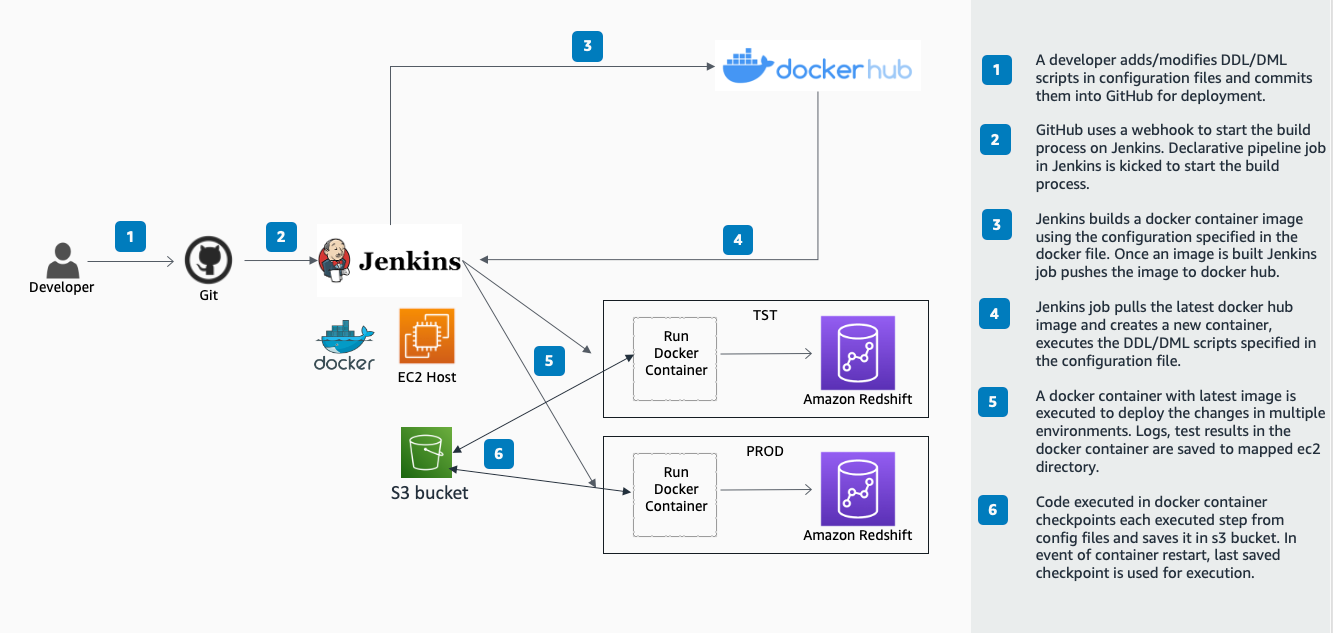 3
docker hub
1
2
4
Jenkins
Developer
Git
docker
EC2 Host
5
TST
Run
Docker
Container
Amazon Redshift
S3 bucket
6
PROD
Run
Docker
Container
Amazon Redshift
1
A developer adds/modifies DDL/DML
scripts in configuration files and commits
them into GitHub for deployment.
2
GitHub uses a webhook to start the build
process on Jenkins. Declarative pipeline job
in Jenkins is kicked to start the build
process.
3
Jenkins builds a docker container image
using the configuration specified in the
docker file. Once an image is built Jenkins
job pushes the image to docker hub.
4
Jenkins job pulls the latest docker hub
image and creates a new container,
executes the DDL/DML scripts specified in
the configuration file.
5
A docker container with latest image is
executed to deploy the changes in multiple
environments. Logs, test results in the
docker container are saved to mapped ec2
directory.
6
Code executed in docker container
checkpoints each executed step from
config files and saves it in s3 bucket. In
event of container restart, last saved
checkpoint is used for execution.